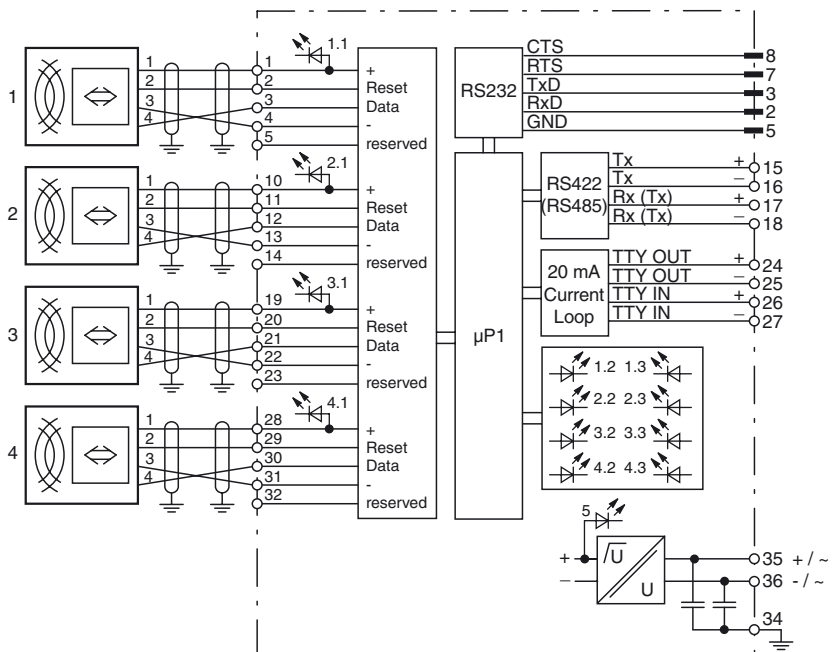 1.1
1
1
+
2
2
Reset
3
3
Data
4
4
-
5
reserved
1
2.1
1
10
+
2
11
Reset
3
12
Data
4
13
-
14
reserved
2
3.1
1
19
+
2
20
Reset
3
21
Data
4
22
-
23
reserved
3
4.1
1
28
+
2
29
Reset
3
30
Data
4
31
-
32
reserved
4
RS232
CTS 8
RTS 7
TxD 3
RxD 2
GND 5
µP1
RS422
(RS485)
Tx + 15
Tx − 16
Rx (Tx) + 17
Rx (Tx) − 18
20 mA
Current
Loop
TTY OUT + 24
TTY OUT − 25
TTY IN + 26
TTY IN − 27
1.2 1.3
2.2 2.3
3.2 3.3
4.2 4.3
5
+
−
U
U
35 + / ~
36 - / ~
34